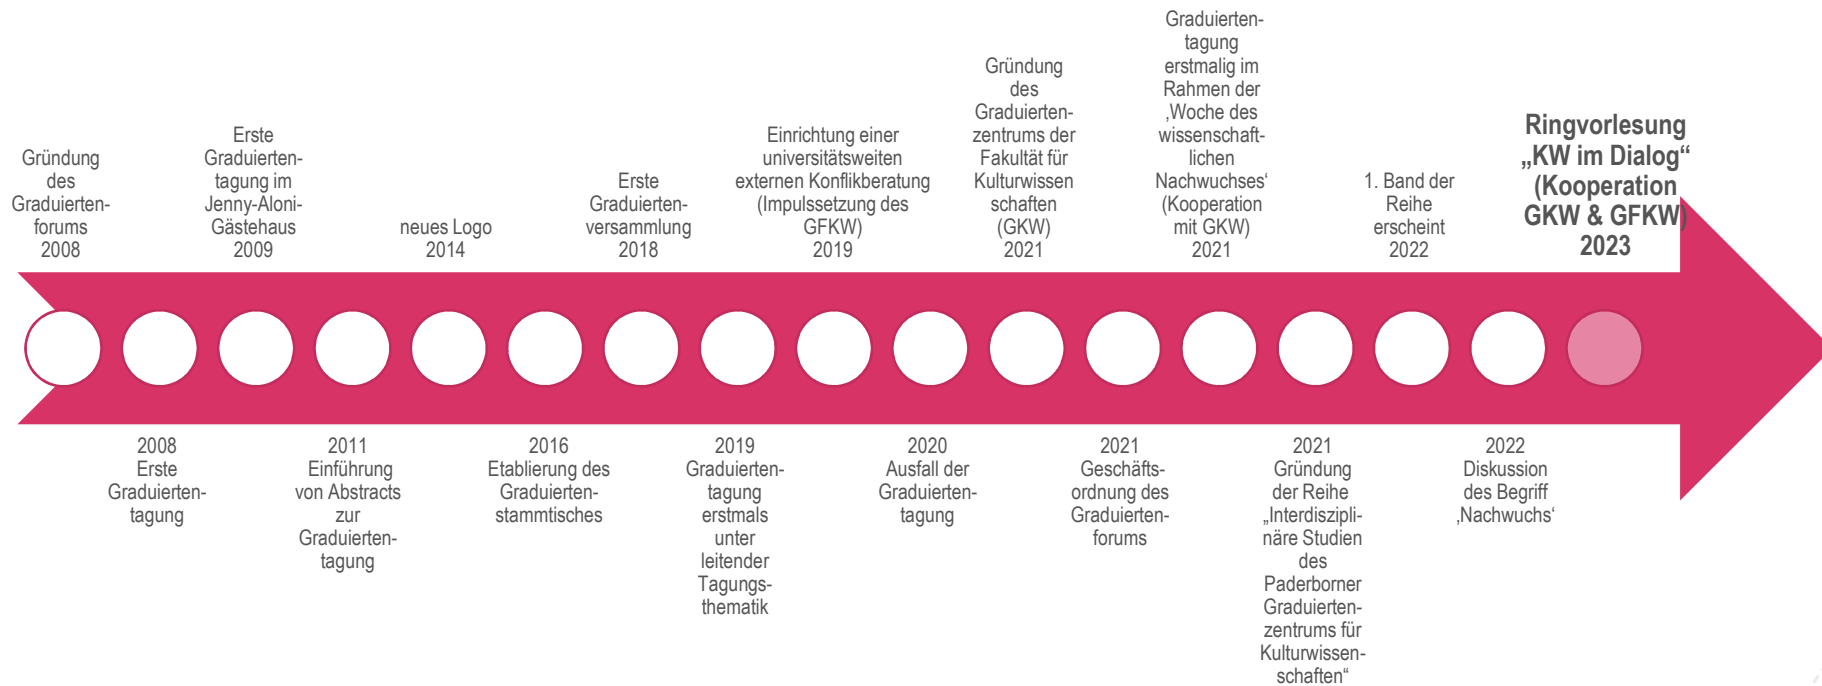 Gründung
des
Graduierten-
forums
2008
2008
Erste
Graduierten-
tagung
Erste
Graduierten-
tagung im
Jenny-Aloni-
Gästehaus
2009
2011
Einführung
von Abstracts
zur
Graduierten-
tagung
neues Logo
2014
2016
Etablierung des
Graduierten-
stammtisches
Erste
Graduierten-
versammlung
2018
2019
Graduierten-
tagung
erstmals
unter
leitender
Tagungs-
thematik
Einrichtung einer
universitätsweiten
externen Konflikberatung
(Impulssetzung des
GFKW)
2019
2020
Ausfall der
Graduierten-
tagung
Gründung
des
Graduierten-
zentrums der
Fakultät für
Kulturwissen
schaften
(GKW)
2021
2021
Geschäfts-
ordnung des
Graduierten-
forums
Graduierten-
tagung
erstmalig im
Rahmen der
‚Woche des
wissenschaft-
lichen
Nachwuchses‘
(Kooperation
mit GKW)
2021
2021
Gründung
der Reihe
„Interdiszipli-
näre Studien
des
Paderborner
Graduierten-
zentrums für
Kulturwissen-
schaften“
1. Band der
Reihe
erscheint
2022
2022
Diskussion
des Begriff
‚Nachwuchs‘
Ringvorlesung
„KW im Dialog“
(Kooperation
GKW & GFKW)
2023